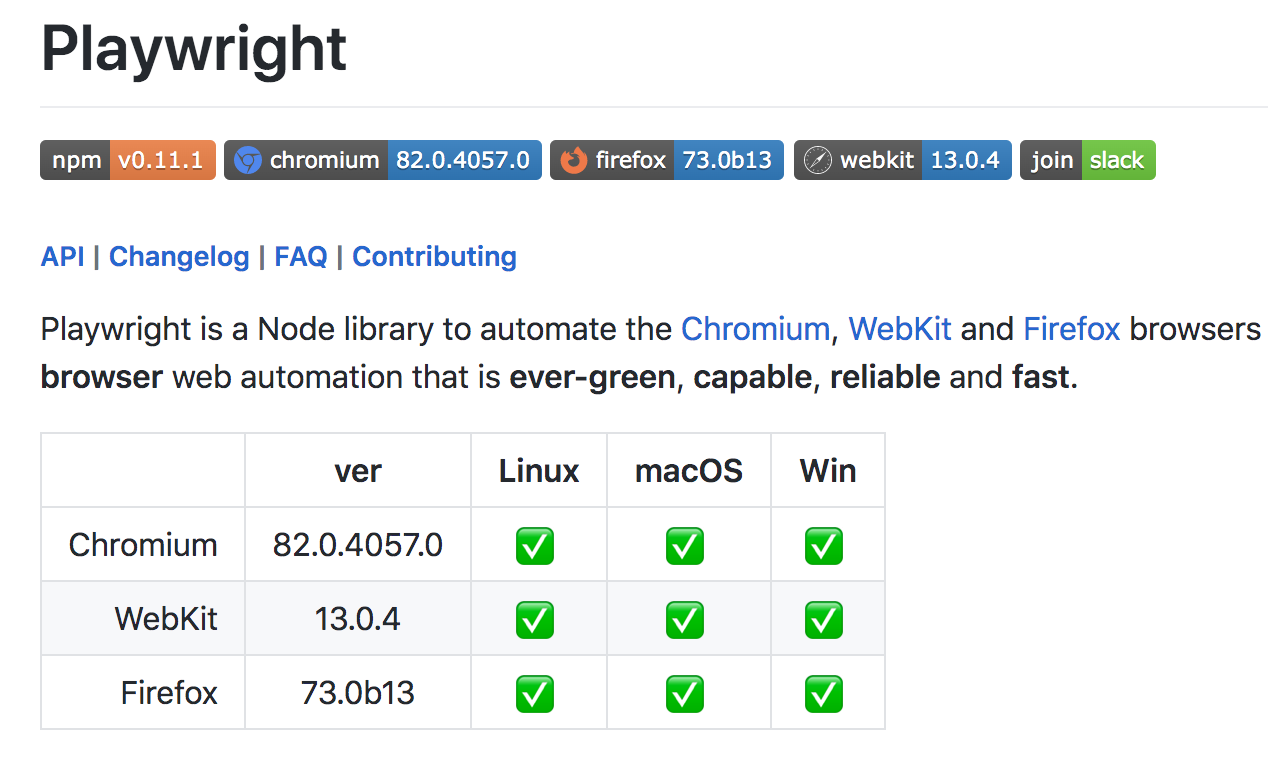 Playwright
npm v0.11.1 chromium 82.0.4057.0 firefox 73.0b13 webkit 13.0.4 join slack
API | Changelog | FAQ | Contributing
Playwright is a Node library to automate the Chromium, WebKit and Firefox browsers
browser web automation that is ever-green, capable, reliable and fast.
ver Linux macOS Win
Chromium 82.0.4057.0 ✅ ✅ ✅
WebKit 13.0.4 ✅ ✅ ✅
Firefox 73.0b13 ✅ ✅ ✅